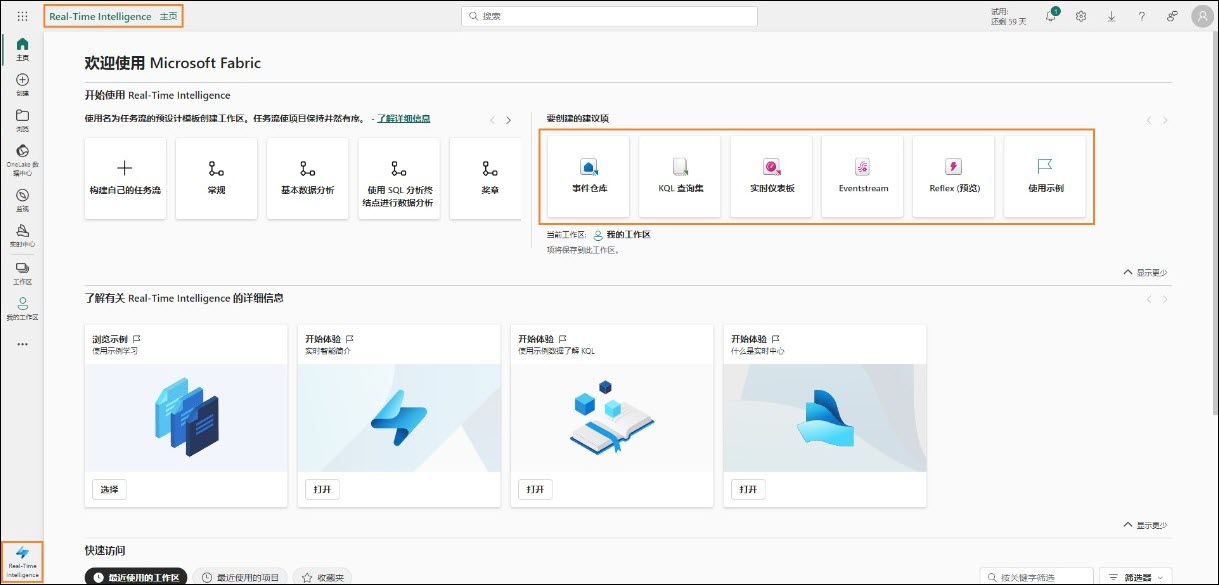 Real-Time Intelligence 主页
搜索
试用:
还剩 59 天
1
主页
创建
浏览
OneLake 数
据中心
监视
实时中心
工作区
我的工作区
Real-Time
Intelligence
欢迎使用 Microsoft Fabric
开始使用 Real-Time Intelligence
使用名为任务流的预设计模板创建工作区。任务流使项目保持井然有序。 - 了解详细信息
构建自己的任务流
常规
基本数据分析
使用 SQL 分析终
结点进行数据分析
奖章
要创建的建议项
事件仓库
KQL 查询集
实时仪表板
Eventstream
Reflex (预览)
使用示例
当前工作区: 我的工作区
项将保存到此工作区。
显示更少
了解有关 Real-Time Intelligence 的详细信息
浏览示例
使用示例学习
选择
开始体验
实时智能简介
打开
开始体验
使用示例数据了解 KQL
打开
开始体验
什么是实时中心
打开
显示更少
快速访问
最近使用的工作区
最近使用的项目
收藏夹
按关键字筛选
筛选器